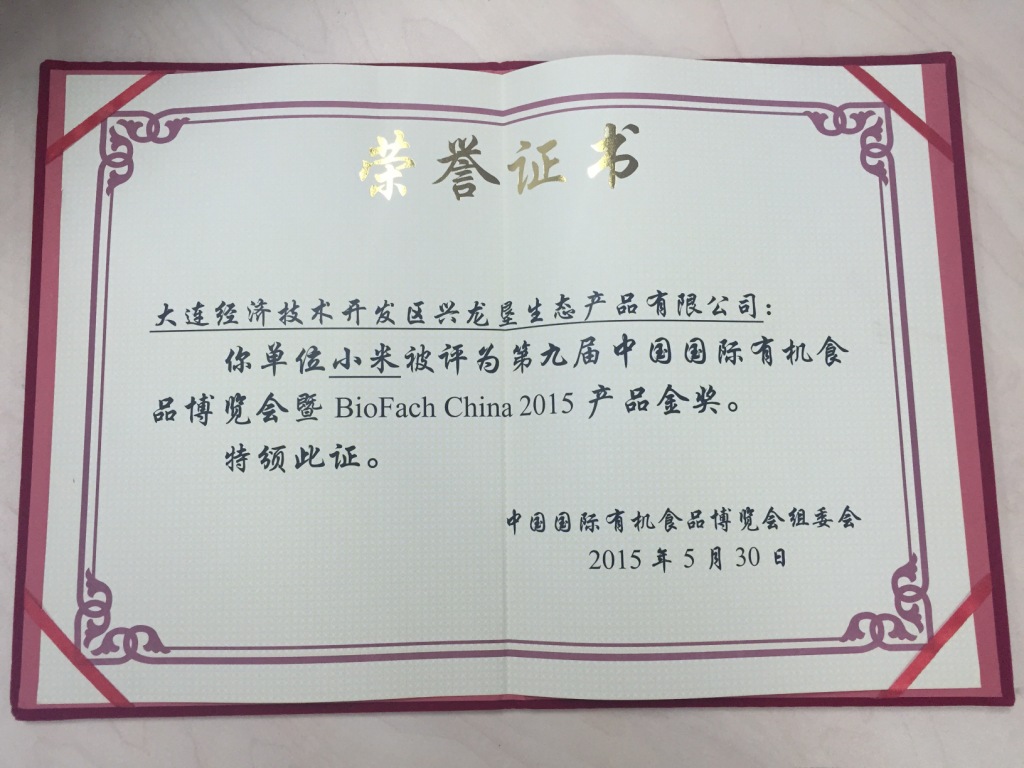 荣誉证书
大连经济技术开发区兴龙垦生态产品有限公司：
你单位小米被评为第九届中国国际有机食
品博览会暨 BioFach China 2015 产品金奖。
特颁此证。
中国国际有机食品博览会组委会
2015 年 5 月 30 日